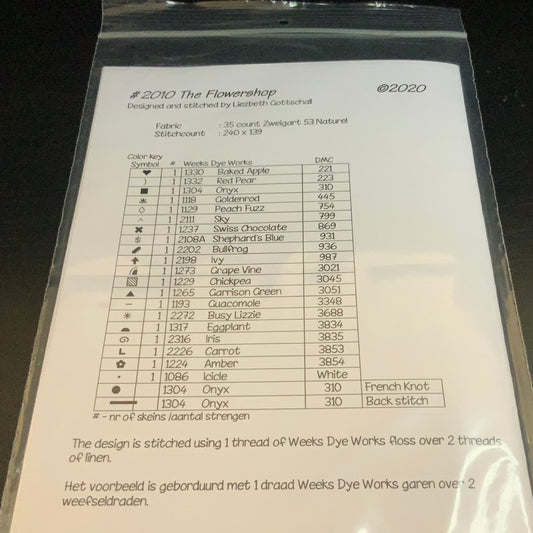 #2010 The Flowershop ©2020
Designed and stitched by Liezbeth Gottschall
Fabric : 35 count Zweigart 53 Naturel
Stitchcount : 240 x 139
Color key
Symbol # Weeks Dye Works DMC
1 1330 Baked Apple 221
1 1332 Red Pear 223
1 1304 Onyx 310
1 1118 Goldenrod 445
1 1129 Peach Fuzz 754
1 2111 Sky 799
1 1237 Swiss Chocolate 869
1 2108A Shephard's Blue 931
1 2202 Bullfrog 936
1 2198 Ivy 987
1 1273 Grape Vine 3021
1 1229 Chickpea 3045
1 1265 Garrison Green 3051
1 1193 Guacomole 3348
1 2272 Busy Lizzie 3688
1 1317 Eggplant 3834
1 2316 Iris 3835
1 2226 Carrot 3853
1 1224 Amber 3854
1 1086 Icicle White
1304 Onyx 310 French Knot
1304 Onyx 310 Back stitch
# - nr of skeins (aantal strengen
The design is stitched using 1 thread of Weeks Dye Works floss over 2 threads
of linen.
Het voorbeeld is geborduurd met 1 draad Weeks Dye Works garen over 2
weefseldraden.